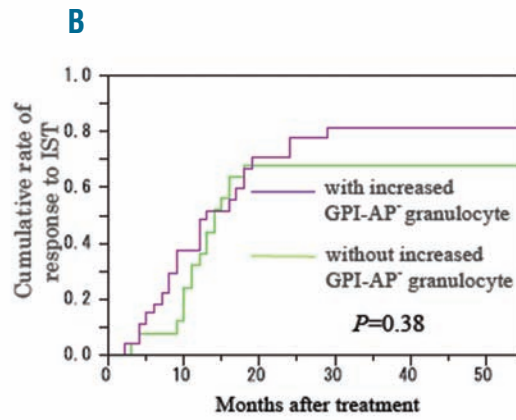 B
Cumulative rate of
response to IST
1.0
0.8
0.6
0.4
0.2
0.0
with increased
GPI-AP⁻ granulocyte
without increased
GPI-AP⁻ granulocyte
P=0.38
0 10 20 30 40 50
Months after treatment